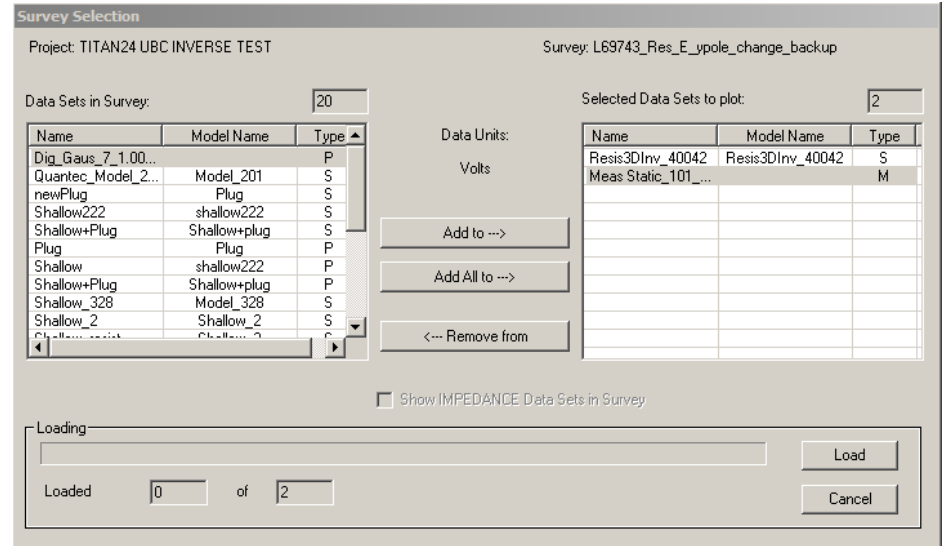 Survey Selection
Project: TITAN24 UBC INVERSE TEST Survey: L69743_Res_E_ypole_change_backup
Data Sets in Survey: 20 Selected Data Sets to plot: 2
Name Model Name Type
Dig_Gaus_7_1.00... P
Quantec_Model_2... Model_201 S
newPlug Plug S
Shallow222 shallow222 S
Shallow+Plug Shallow+plug S
Plug Plug P
Shallow shallow222 P
Shallow+Plug Shallow+plug P
Shallow_328 Model_328 S
Shallow_2 Shallow_2 S
Data Units:
Volts
Add to --->
Add All to --->
<--- Remove from
Name Model Name Type
Resis3DInv_40042 Resis3DInv_40042 S
Meas Static_101_... M
Show IMPEDANCE Data Sets in Survey
Loading
Load
Loaded 0 of 2
Cancel